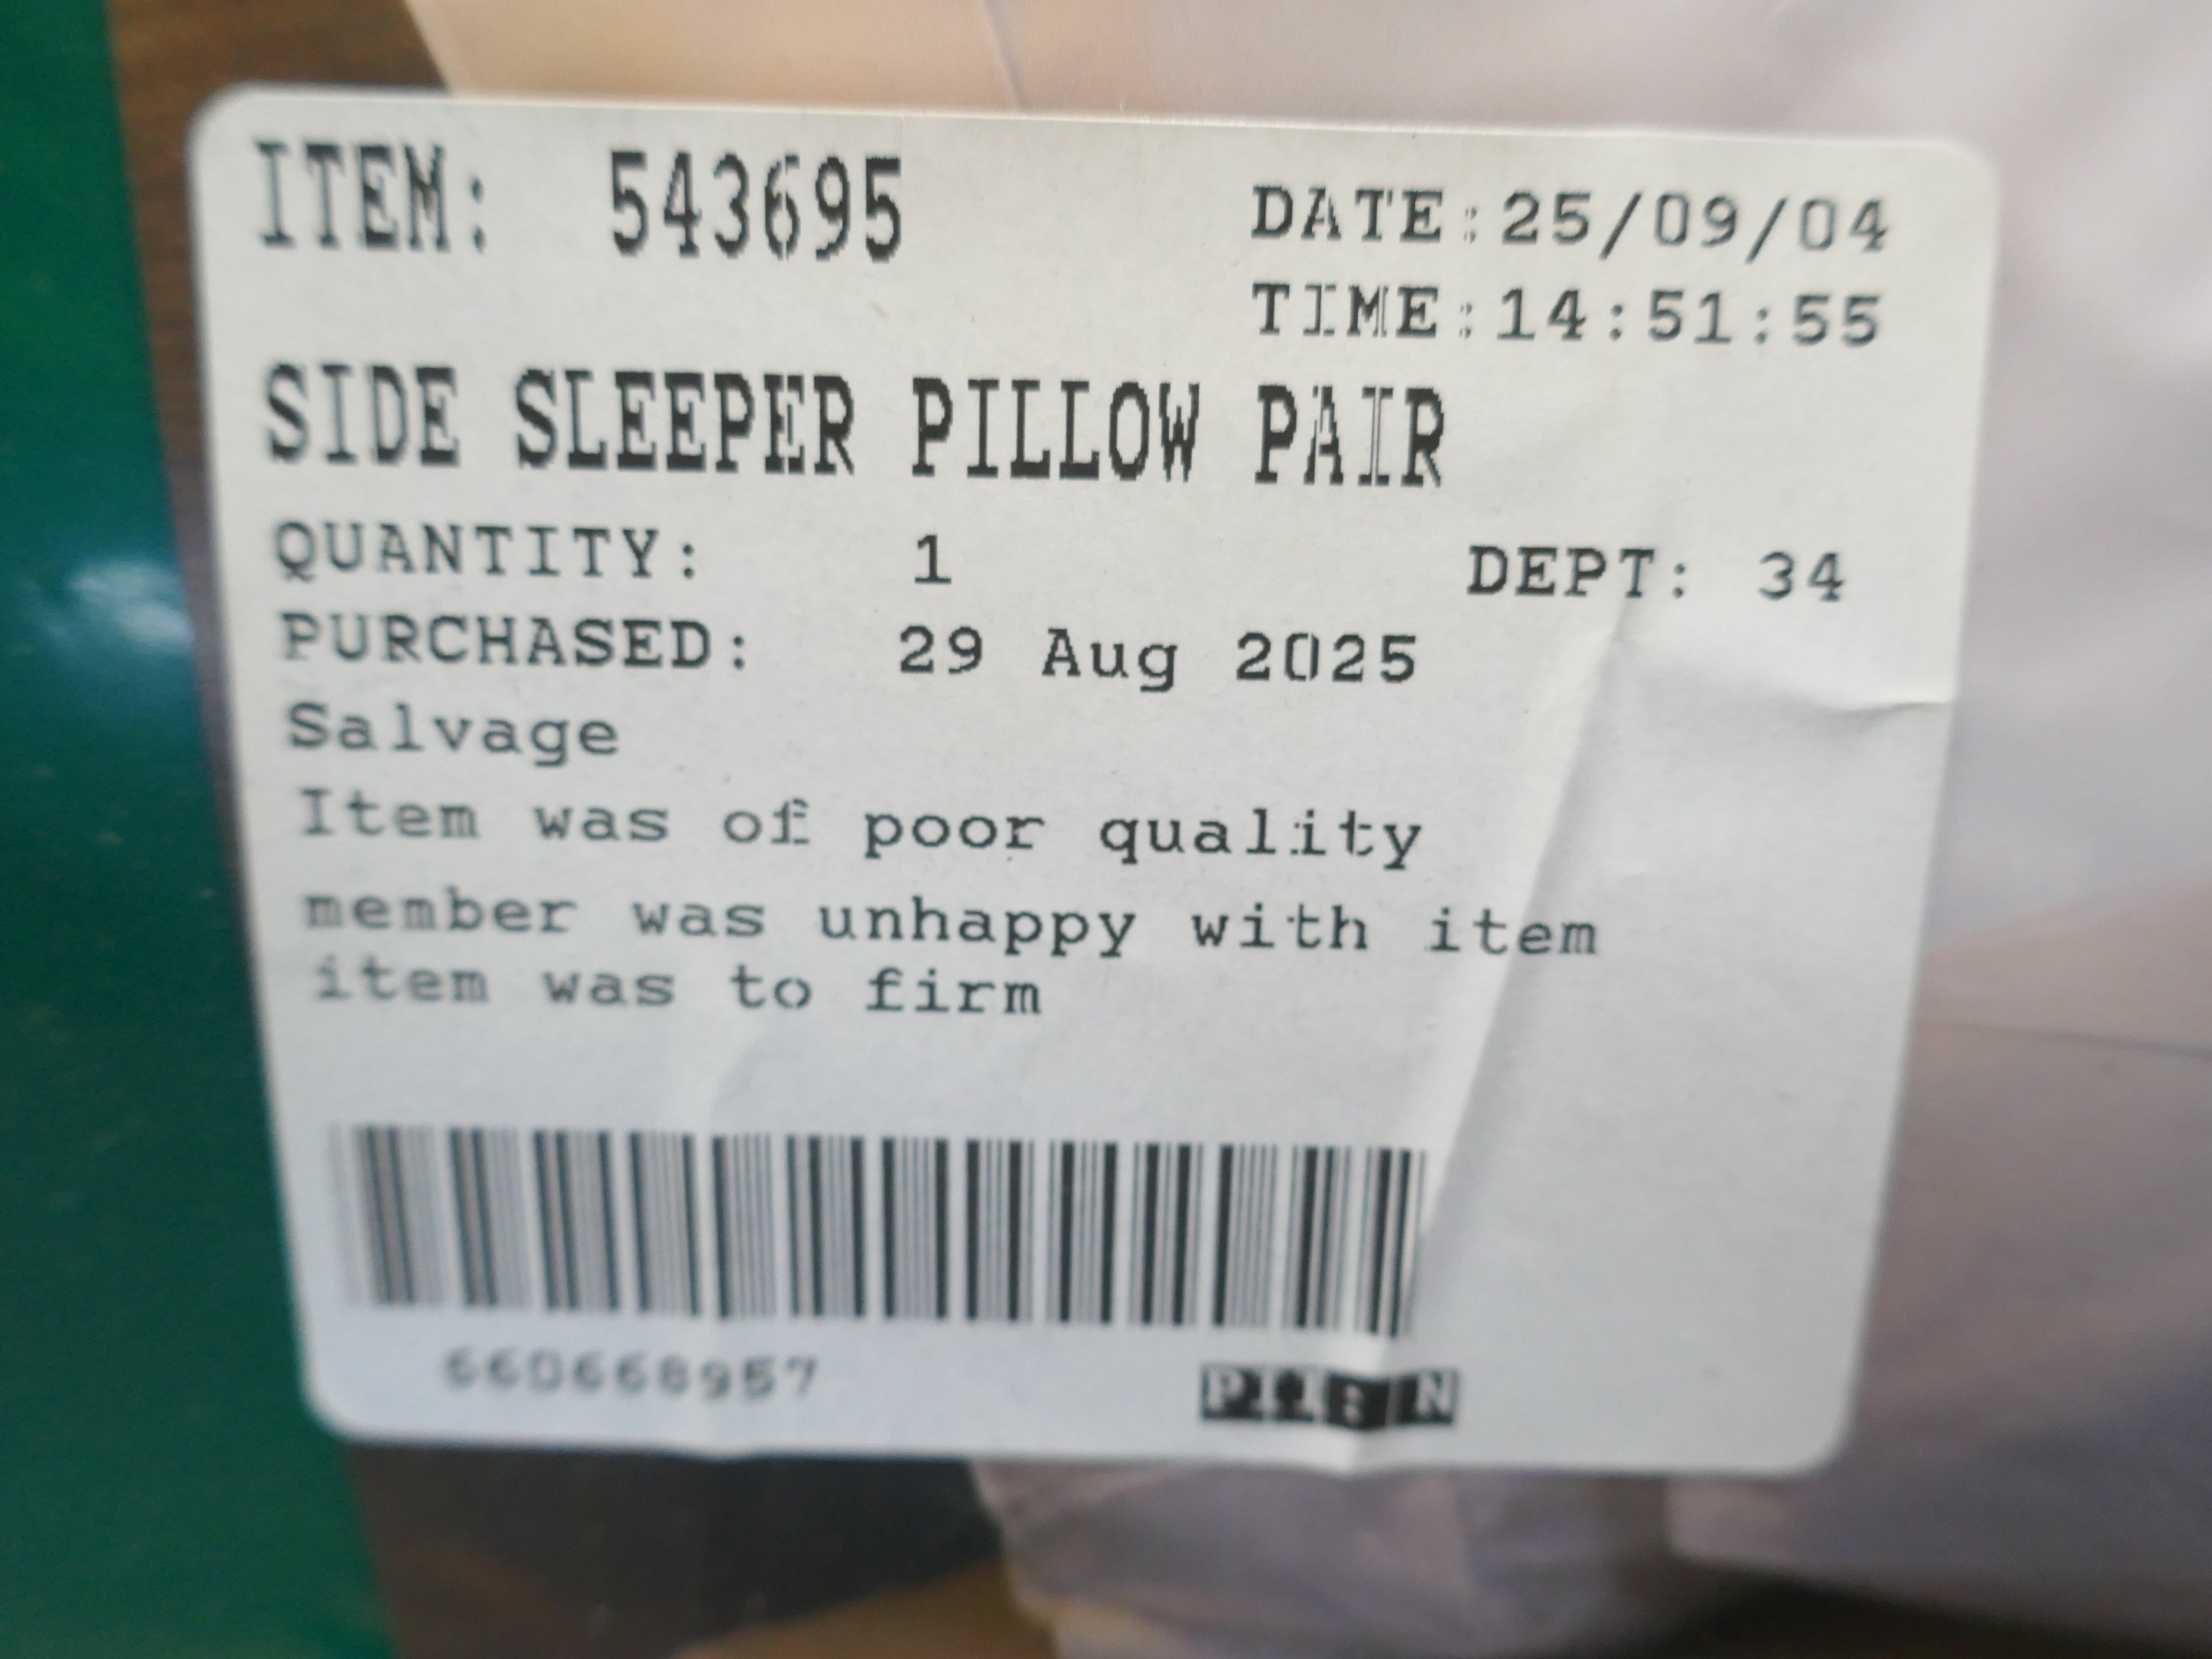 ITEM: 543695
DATE:25/09/04
TIME:14:51:55
SIDE SLEEPER PILLOW PAIR
QUANTITY: 1 DEPT: 34
PURCHASED: 29 Aug 2025
Salvage
Item was of poor quality
member was unhappy with item
item was to firm
660668957